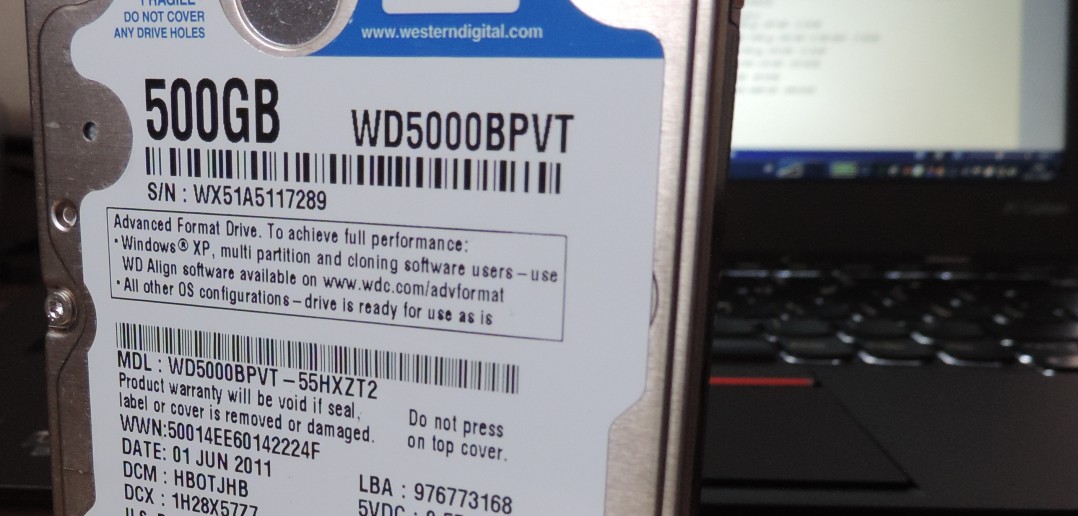 FRAGILE
DO NOT COVER
ANY DRIVE HOLES
www.westerndigital.com
500GB
WD5000BPVT
S/N : WX51A5117289
Advanced Format Drive. To achieve full performance:
• Windows® XP, multi partition and cloning software users – use
WD Align software available on www.wdc.com/advformat
• All other OS configurations – drive is ready for use as is
MDL : WD5000BPVT – 55HXZT2
Product warranty will be void if seal,
label or cover is removed or damaged.
Do not press
on top cover.
WWN:50014EE60142224F
DATE: 01 JUN 2011
DCM : HBOTJHB
DCX : 1H28X5777
LBA : 976773168
5VDC :